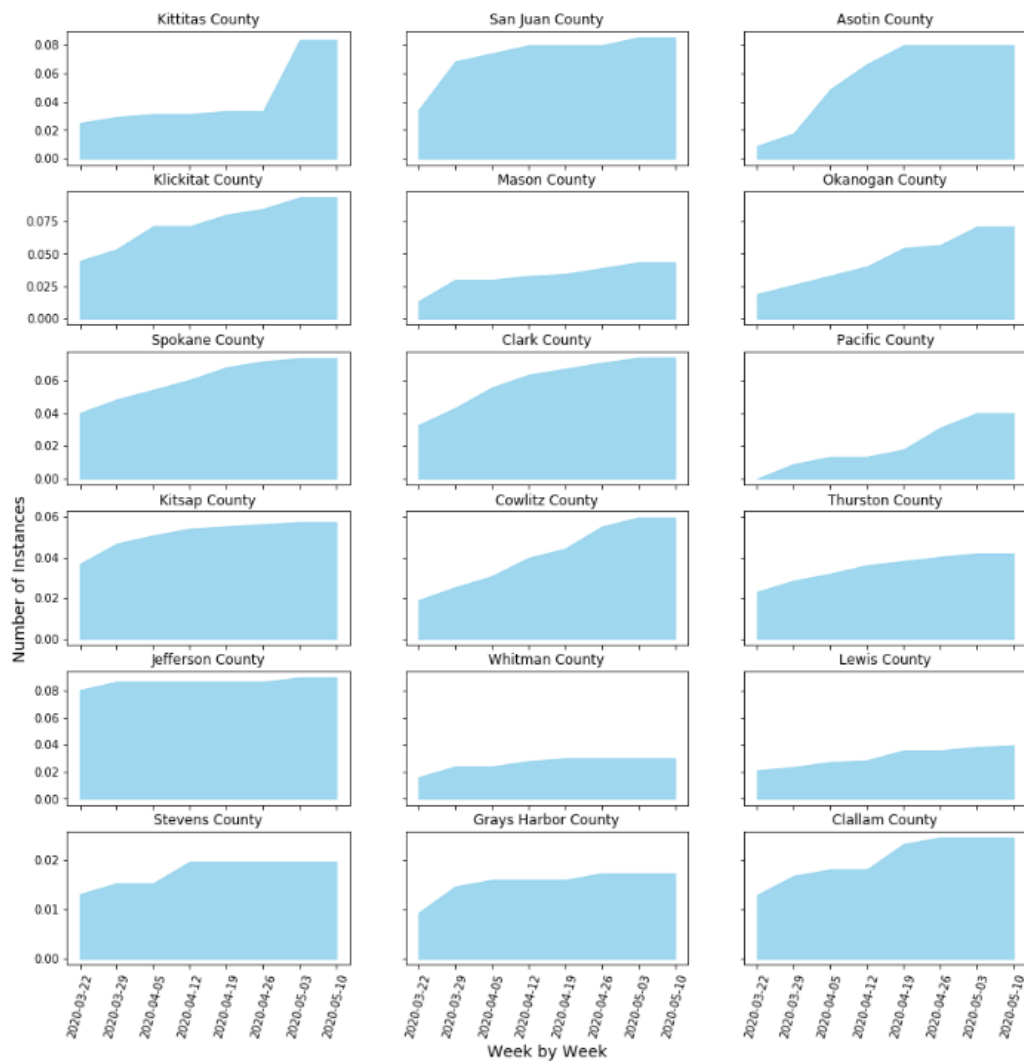 Kittitas County San Juan County Asotin County
0.08
0.06
0.04
0.02
0.00
Klickitat County Mason County Okanogan County
0.075
0.050
0.025
0.000
Spokane County Clark County Pacific County
0.06
0.04
0.02
0.00
Kitsap County Cowlitz County Thurston County
0.06
0.04
0.02
0.00
Number of Instances
Jefferson County Whitman County Lewis County
0.08
0.06
0.04
0.02
0.00
Stevens County Grays Harbor County Clallam County
0.02
0.01
0.00
2020-03-22 2020-03-29 2020-04-05 2020-04-12 2020-04-19 2020-04-26 2020-05-03 2020-05-10 2020-03-22 2020-03-29 2020-04-05 2020-04-12 2020-04-19 2020-04-26 2020-05-03 2020-05-10 2020-03-22 2020-03-29 2020-04-05 2020-04-12 2020-04-19 2020-04-26 2020-05-03 2020-05-10
Week by Week